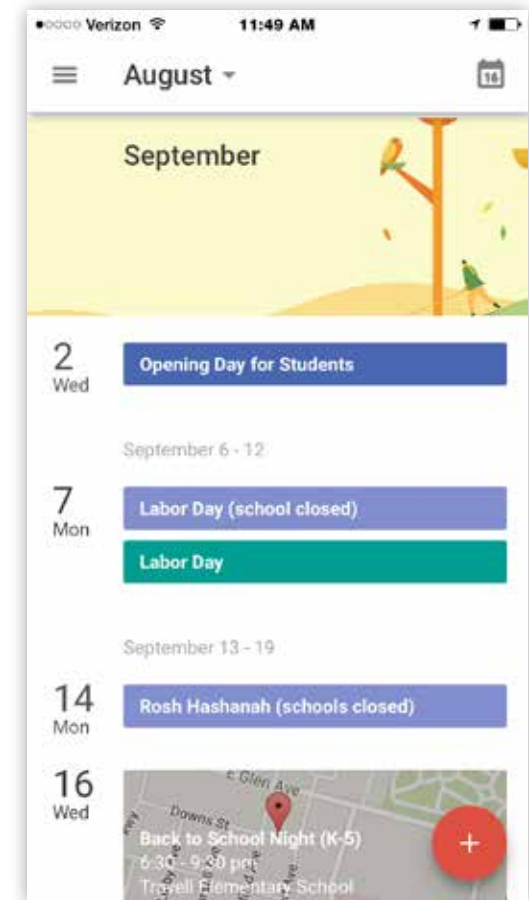 Verizon 11:49 AM
August
16
September
2
Wed
Opening Day for Students
September 6 - 12
7
Mon
Labor Day (school closed)
Labor Day
September 13 - 19
14
Mon
Rosh Hashanah (schools closed)
16
Wed
E Glen Ave
Downs St
Back to School Night (K-5)
6:30 - 9:30 pm
Travell Elementary School
+